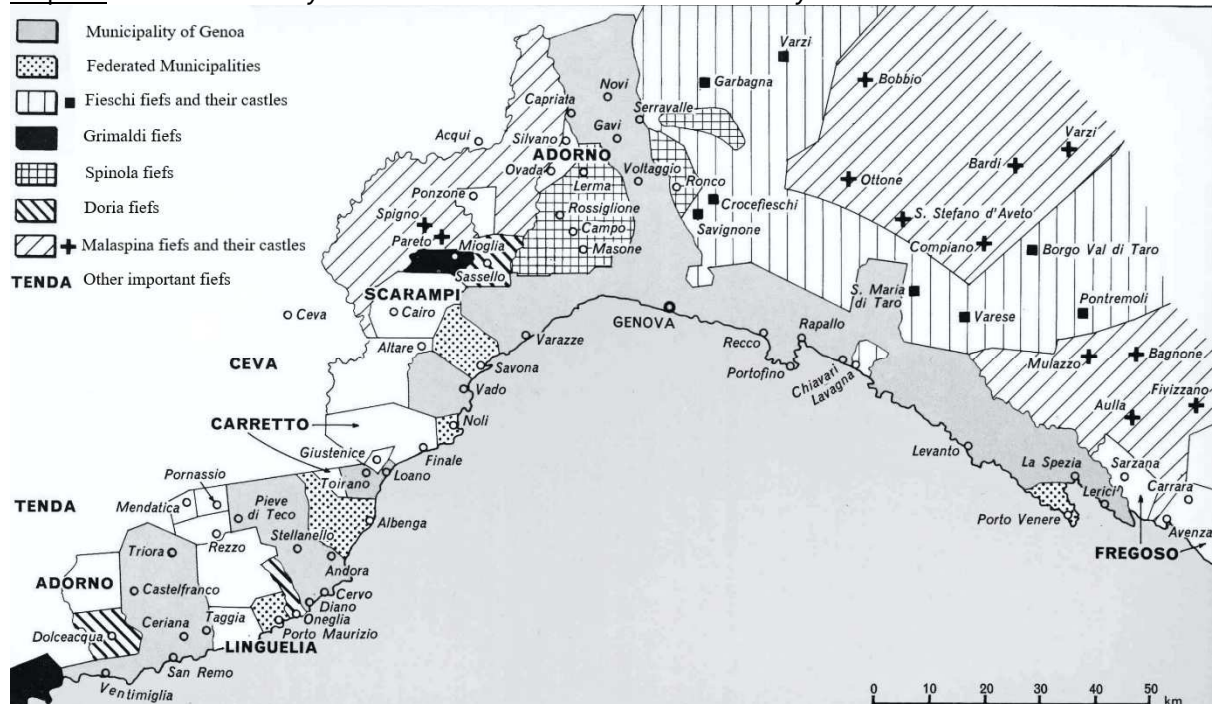 Municipality of Genoa
Federated Municipalities
Fieschi fiefs and their castles
Grimaldi fiefs
Spinola fiefs
Doria fiefs
Malaspina fiefs and their castles
TENDA Other important fiefs
Varzi
Garbagna
Bobbio
Novi
Capriata
Serravalle
Gavi
Acqui
Silvano
ADORNO
Varzi
Bardi
Ovada
Lerma
Voltaggio
Ronco
Ottone
Ponzone
Crocefieschi
Spigno
Rossiglione
Savignone
S. Stefano d'Aveto
Pareto
Mioglia
Campo
Masone
Compiano
Borgo Val di Taro
Sassello
SCARAMPI
S. Maria
di Taro
Pontremoli
Ceva
Cairo
GENOVA
Varese
Altare
Varazze
Recco
Rapallo
CEVA
Savona
Portofino
Chiavari
Lavagna
Mulazzo
Bagnone
Vado
Fivizzano
CARRETTO
Noli
Aulla
Giustenice
Finale
Levanto
Pornassio
Toirano
Loano
La Spezia
Sarzana
TENDA
Mendatica
Pieve
di Teco
Lerici
Carrara
Albenga
Porto Venere
Stellanello
Rezzo
Avenza
Triora
Andora
FREGOSO
ADORNO
Castelfranco
Cervo
Diano
Ceriana
Taggia
Oneglia
Dolceacqua
Porto Maurizio
LINGUELIA
San Remo
Ventimiglia
0 10 20 30 40 50
km